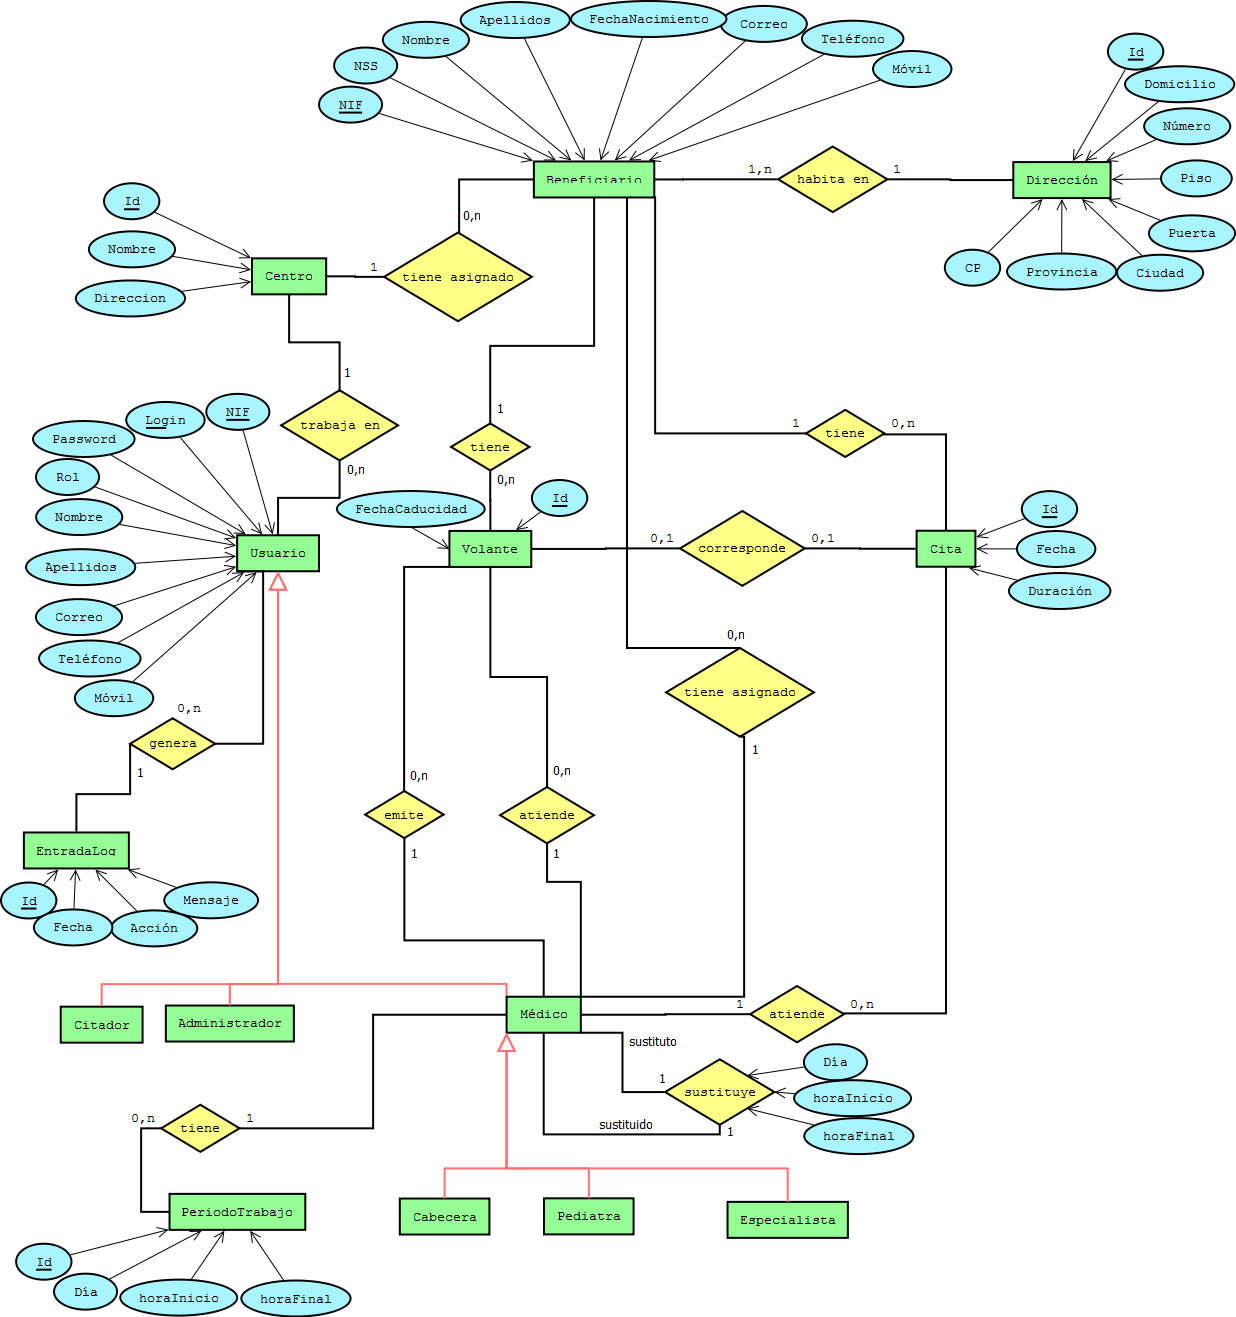 Apellidos
FechaNacimiento
Correo
Nombre
Teléfono
NSS
Móvil
NIF
Id
Domicilio
Número
Piso
Puerta
Ciudad
Provincia
CP
Beneficiario
1,n
habita en
1
Dirección
0,n
Id
Nombre
Direccion
Centro
1
tiene asignado
1
trabaja en
0,n
1
tiene
0,n
1
tiene
0,n
NIF
Login
Password
Rol
Nombre
Apellidos
Correo
Teléfono
Móvil
Usuario
FechaCaducidad
Id
Volante
0,1
corresponde
0,1
Cita
Id
Fecha
Duración
0,n
tiene asignado
1
0,n
genera
1
EntradaLog
Id
Fecha
Acción
Mensaje
0,n
emite
1
0,n
atiende
1
Citador
Administrador
Médico
1
atiende
0,n
sustituto
1
sustituye
sustituido
1
Día
horaInicio
horaFinal
0,n
tiene
1
PeriodoTrabajo
Id
Día
horaInicio
horaFinal
Cabecera
Pediatra
Especialista